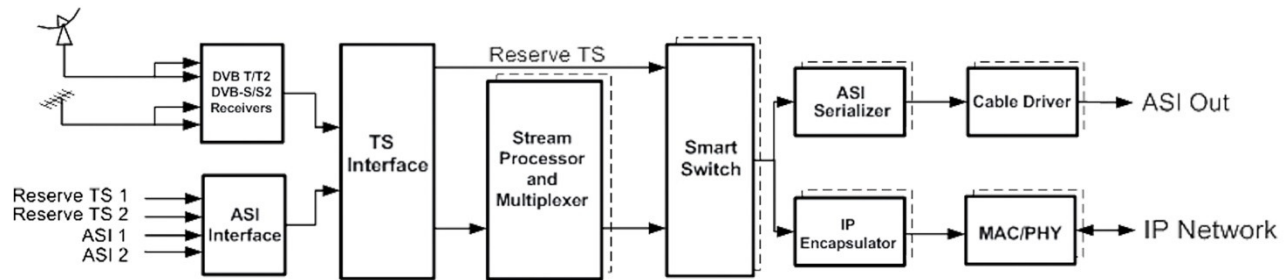 DVB T/T2
DVB-S/S2
Receivers
Reserve TS 1
Reserve TS 2
ASI 1
ASI 2
ASI
Interface
TS
Interface
Reserve TS
Stream
Processor
and
Multiplexer
Smart
Switch
ASI
Serializer
Cable Driver
ASI Out
IP
Encapsulator
MAC/PHY
IP Network